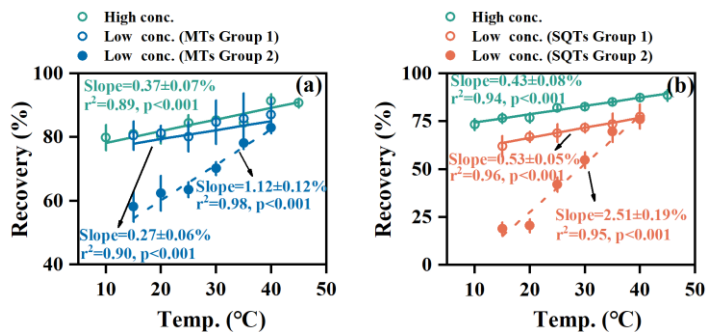 High conc.
Low conc. (MTs Group 1)
Low conc. (MTs Group 2)
100
80
60
40
Recovery (%)
(a)
Slope=0.37±0.07%
r²=0.89, p<0.001
Slope=1.12±0.12%
r²=0.98, p<0.001
Slope=0.27±0.06%
r²=0.90, p<0.001
10 20 30 40 50
Temp. (℃)
High conc.
Low conc. (SQTs Group 1)
Low conc. (SQTs Group 2)
100
75
50
25
0
Recovery (%)
(b)
Slope=0.43±0.08%
r²=0.94, p<0.001
Slope=0.53±0.05%
r²=0.96, p<0.001
Slope=2.51±0.19%
r²=0.95, p<0.001
10 20 30 40 50
Temp. (℃)